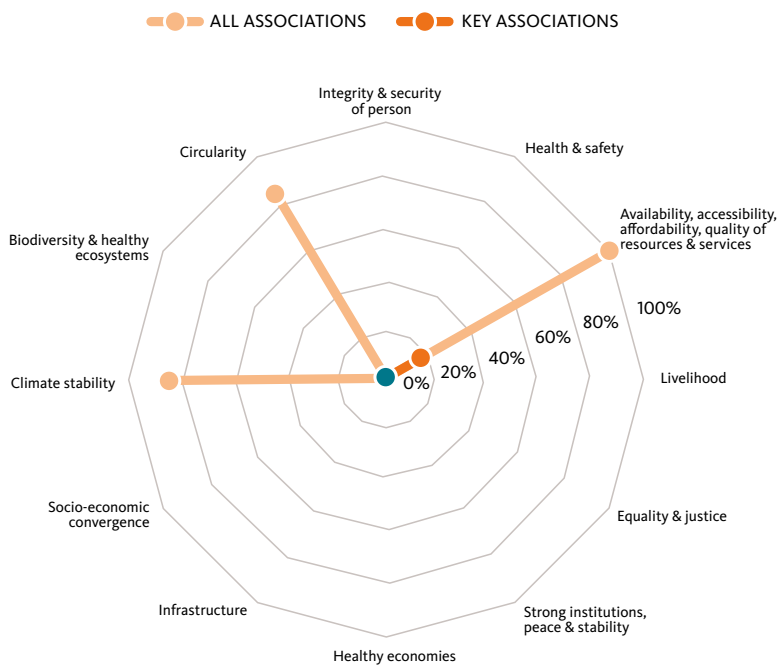 ALL ASSOCIATIONS
KEY ASSOCIATIONS
Integrity & security
of person
Health & safety
Circularity
Availability, accessibility,
affordability, quality of
resources & services
Biodiversity & healthy
ecosystems
100%
80%
60%
40%
20%
0%
Climate stability
Livelihood
Socio-economic
convergence
Equality & justice
Infrastructure
Strong institutions,
peace & stability
Healthy economies